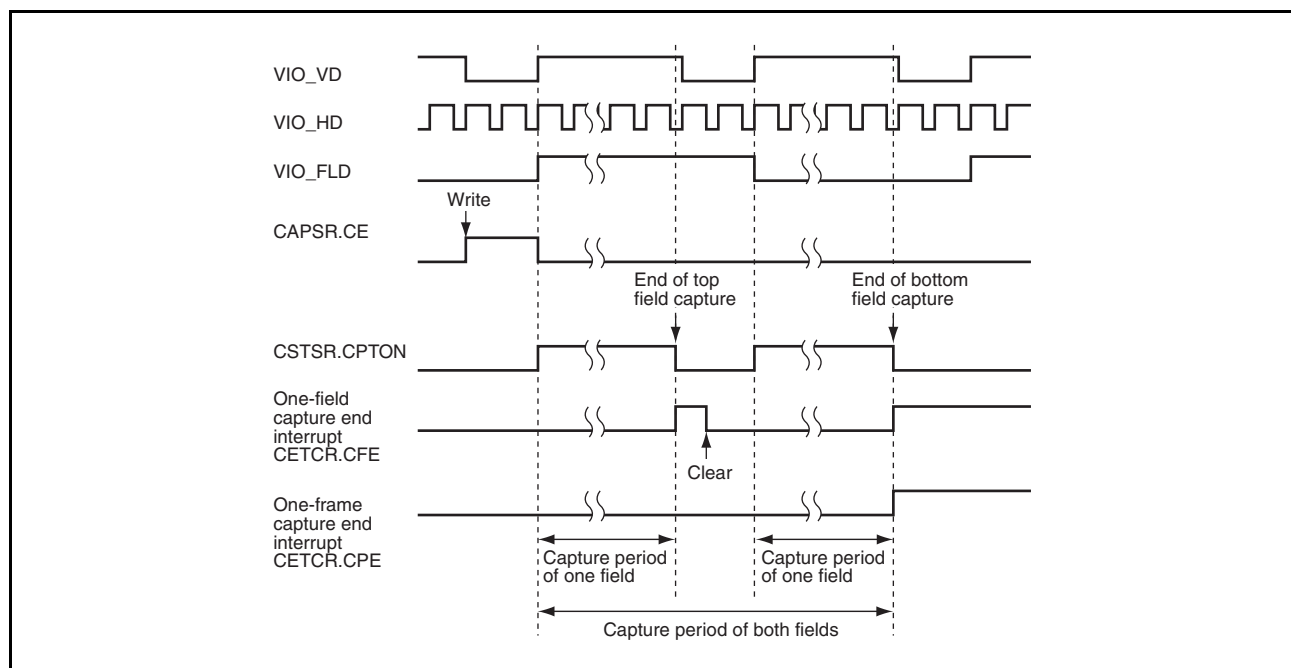 VIO_VD
VIO_HD
VIO_FLD
Write
CAPSR.CE
End of top
field capture
End of bottom
field capture
CSTSR.CPTON
One-field
capture end
interrupt
CETCR.CFE
Clear
One-frame
capture end
interrupt
CETCR.CPE
Capture period
of one field
Capture period
of one field
Capture period of both fields